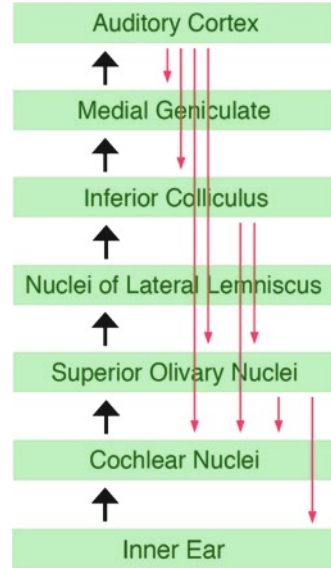 Auditory Cortex
Medial Geniculate
Inferior Colliculus
Nuclei of Lateral Lemniscus
Superior Olivary Nuclei
Cochlear Nuclei
Inner Ear